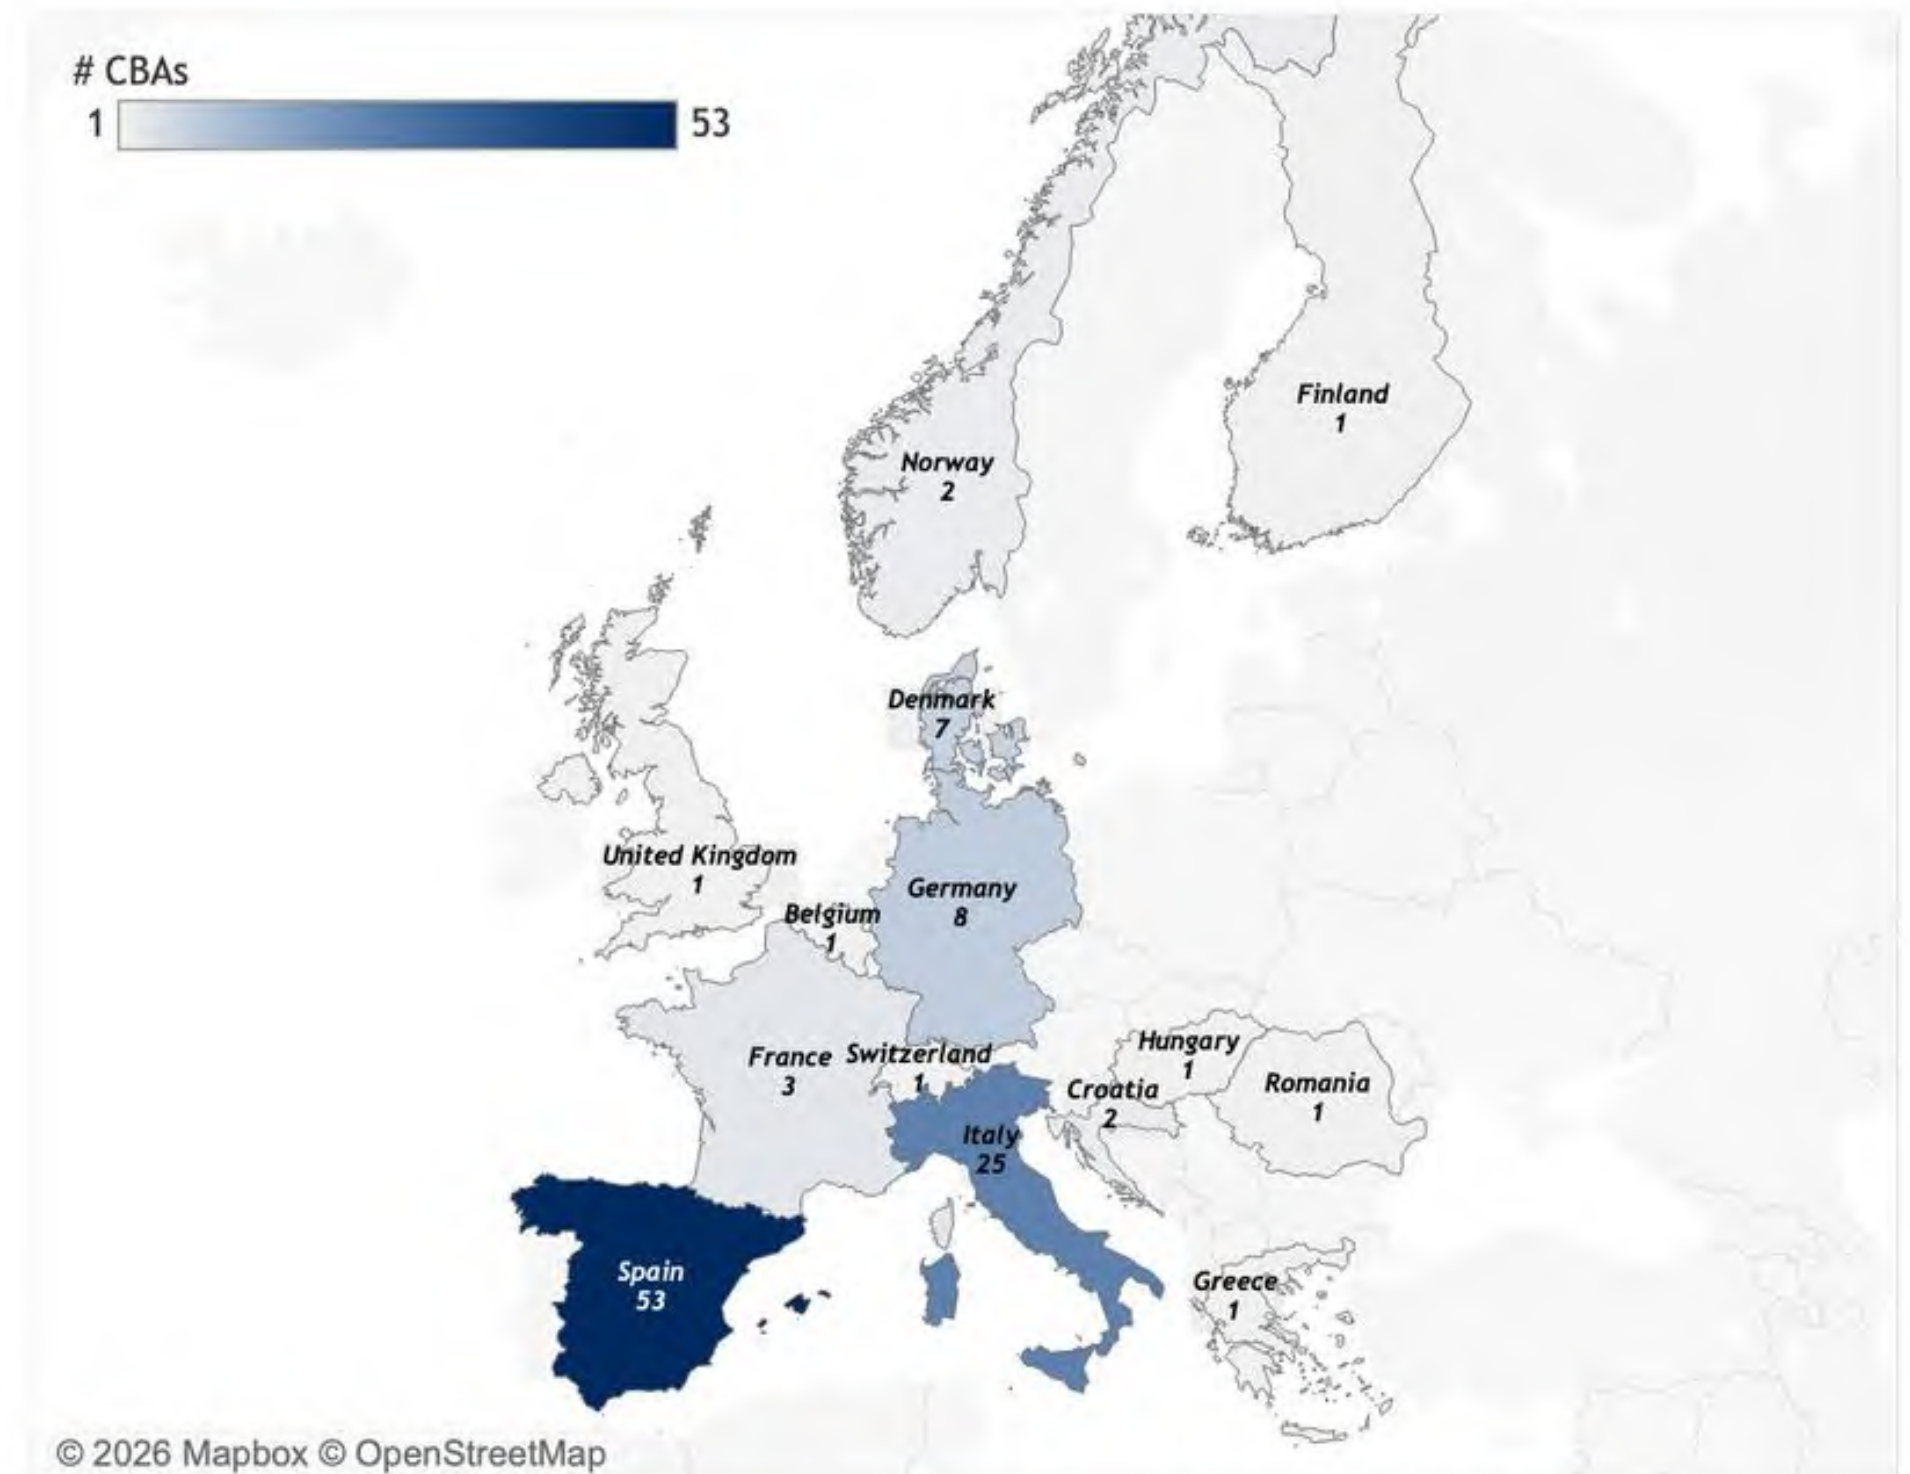 # CBAs
1 53
Finland
1
Norway
2
Denmark
7
United Kingdom
1
Germany
8
Belgium
1
Hungary
1
France
3
Switzerland
1
Croatia
2
Romania
1
Italy
25
Spain
53
Greece
1
© 2026 Mapbox © OpenStreetMap